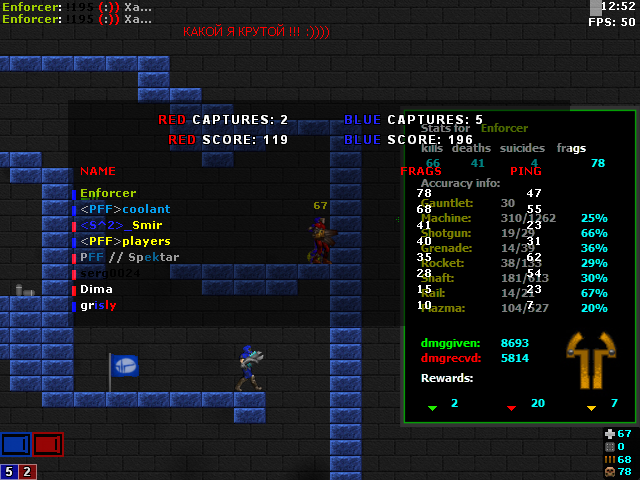 Enforcer: !195 (:)) Ха... 12:52
Enforcer: !195 (:)) Ха... FPS: 50
КАКОЙ Я КРУТОЙ !!! :))))
RED CAPTURES: 2 BLUE CAPTURES: 5
RED SCORE: 119 BLUE SCORE: 196
Stats for Enforcer
kills deaths suicides frags
66 41 4 78
NAME FRAGS PING
Accuracy info:
Enforcer 78 47
<PFF>coolant 68 55
<S^2>_Smir 41 23
<PFF>players 40 31
PFF // Spektar 35 62
serg0024 28 54
Dima 15 23
grisly 10 7
Gauntlet: 30
Machine: 310/1262 25%
Shotgun: 19/29 66%
Grenade: 14/39 36%
Rocket: 38/133 29%
Shaft: 181/613 30%
Rail: 14/21 67%
Plazma: 104/527 20%
67
dmggiven: 8693
dmgrecvd: 5814
Rewards:
2 20 7
67
0
68
5 2 78